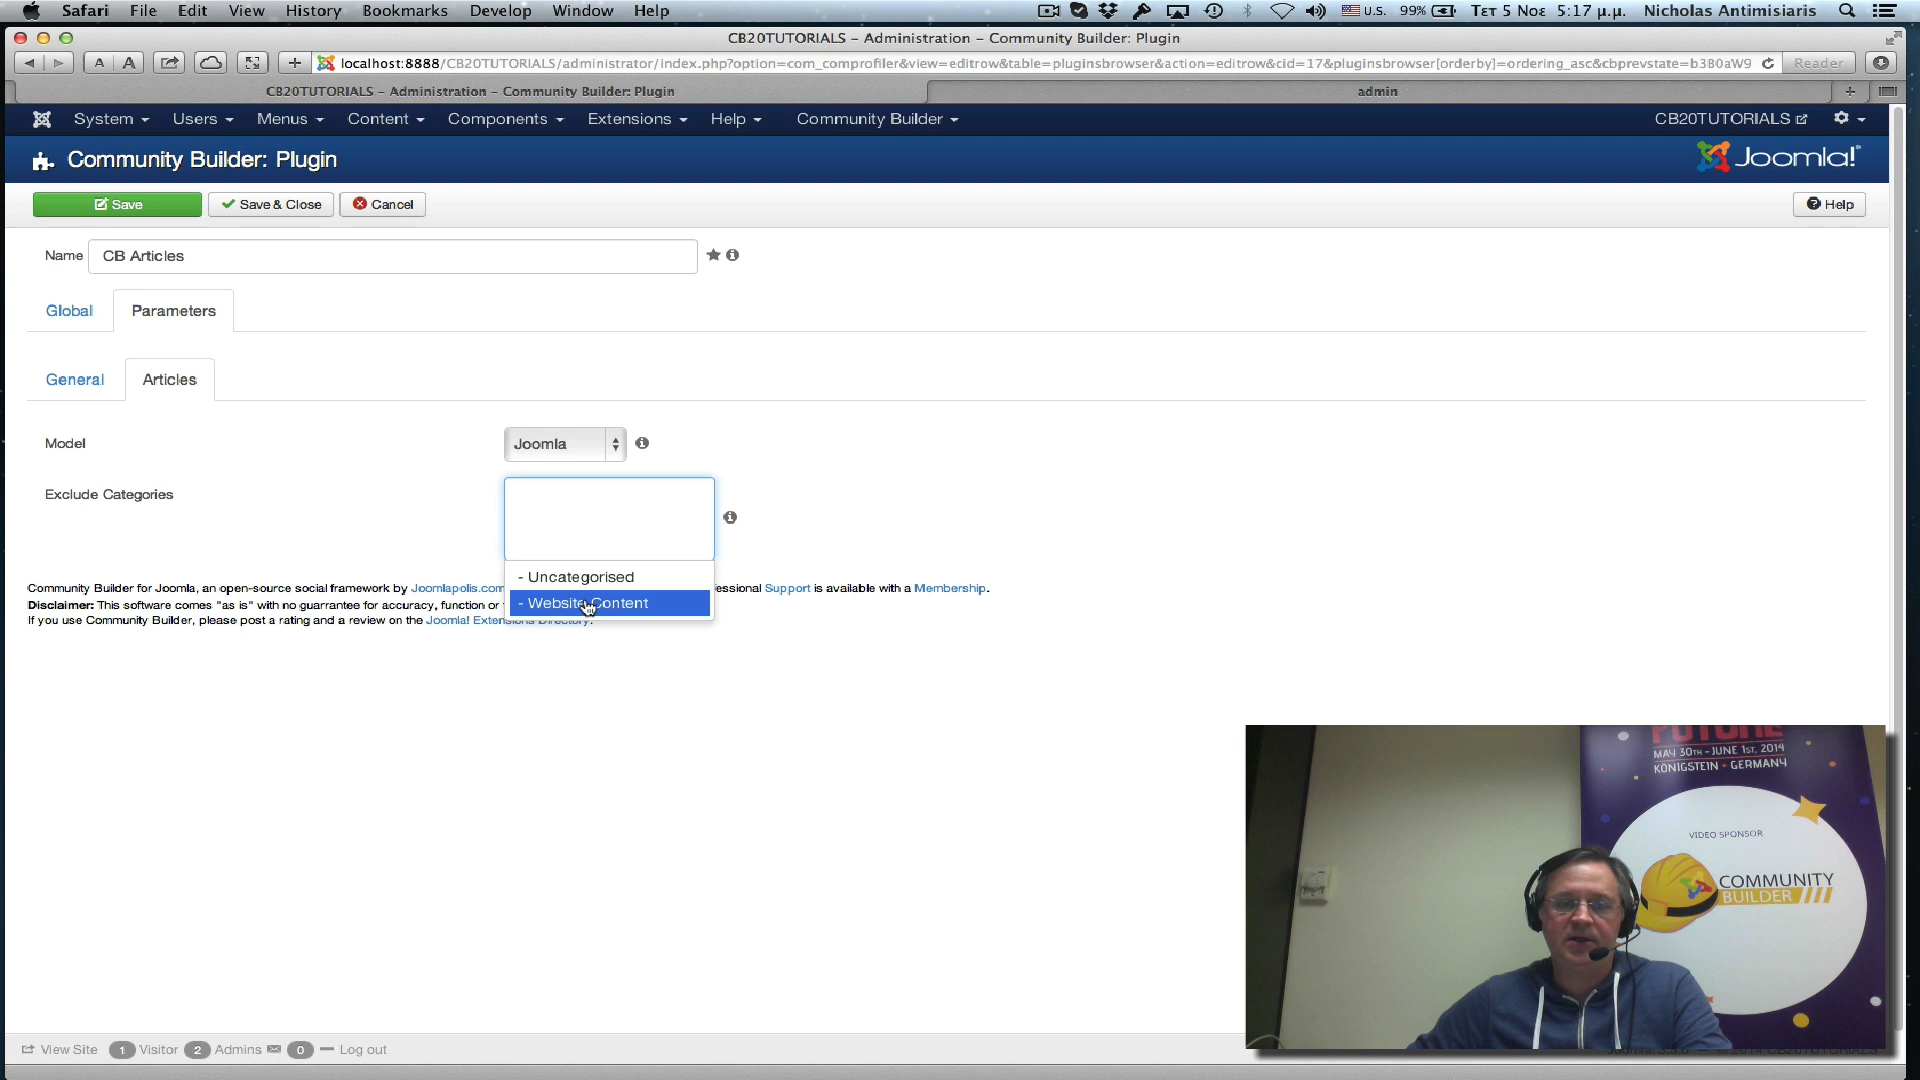 Safari File Edit View History Bookmarks Develop Window Help U.S. 99% Τετ 5 Νοε 5:17 μ.μ. Nicholas Antimisiaris
CB20TUTORIALS – Administration – Community Builder: Plugin
A A localhost:8888/CB20TUTORIALS/administrator/index.php?option=com_comprofiler&view=editrow&table=pluginsbrowser&action=editrow&cid=17&pluginsbrowser[orderby]=ordering_asc&cbprevstate=b3B0aW9 Reader
CB20TUTORIALS – Administration – Community Builder: Plugin admin
System Users Menus Content Components Extensions Help Community Builder CB20TUTORIALS
Community Builder: Plugin Joomla!
Save Save & Close Cancel Help
Name CB Articles
Global Parameters
General Articles
Model Joomla
Exclude Categories
- Uncategorised
- Website Content
Community Builder for Joomla, an open-source social framework by Joomlapolis.com essional Support is available with a Membership.
Disclaimer: This software comes "as is" with no guarrantee for accuracy, function or
If you use Community Builder, please post a rating and a review on the Joomla! Extensions Directory.
FUTURE
MAY 30TH - JUNE 1ST, 2014
KÖNIGSTEIN • GERMANY
VIDEO SPONSOR
COMMUNITY
BUILDER
View Site 1 Visitor 2 Admins 0 Log out